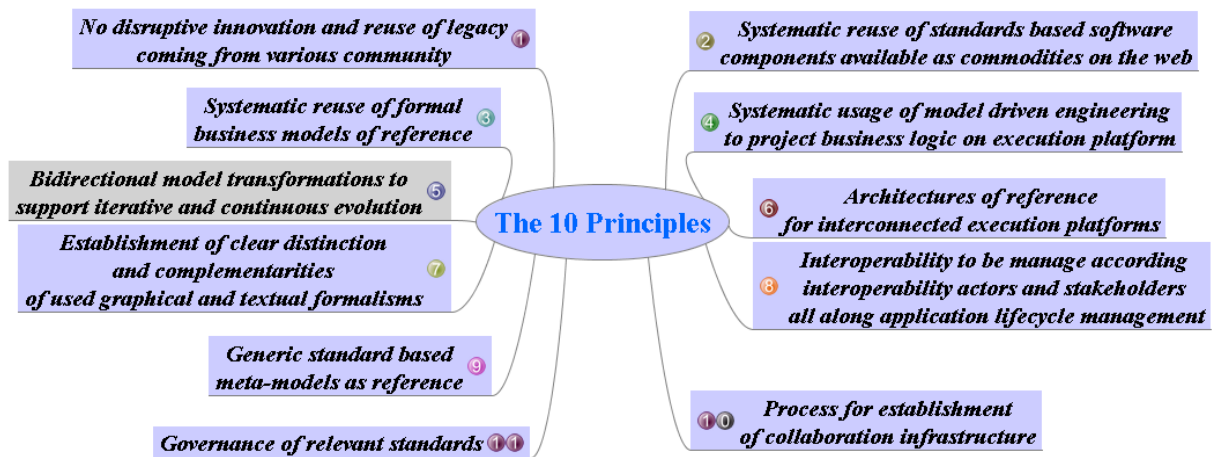 No disruptive innovation and reuse of legacy
coming from various community
1
2
Systematic reuse of standards based software
components available as commodities on the web
Systematic reuse of formal
business models of reference
3
4
Systematic usage of model driven engineering
to project business logic on execution platform
Bidirectional model transformations to
support iterative and continuous evolution
5
The 10 Principles
6
Architectures of reference
for interconnected execution platforms
Establishment of clear distinction
and complementarities
of used graphical and textual formalisms
7
8
Interoperability to be manage according
interoperability actors and stakeholders
all along application lifecycle management
Generic standard based
meta-models as reference
9
10
Process for establishment
of collaboration infrastructure
Governance of relevant standards 11